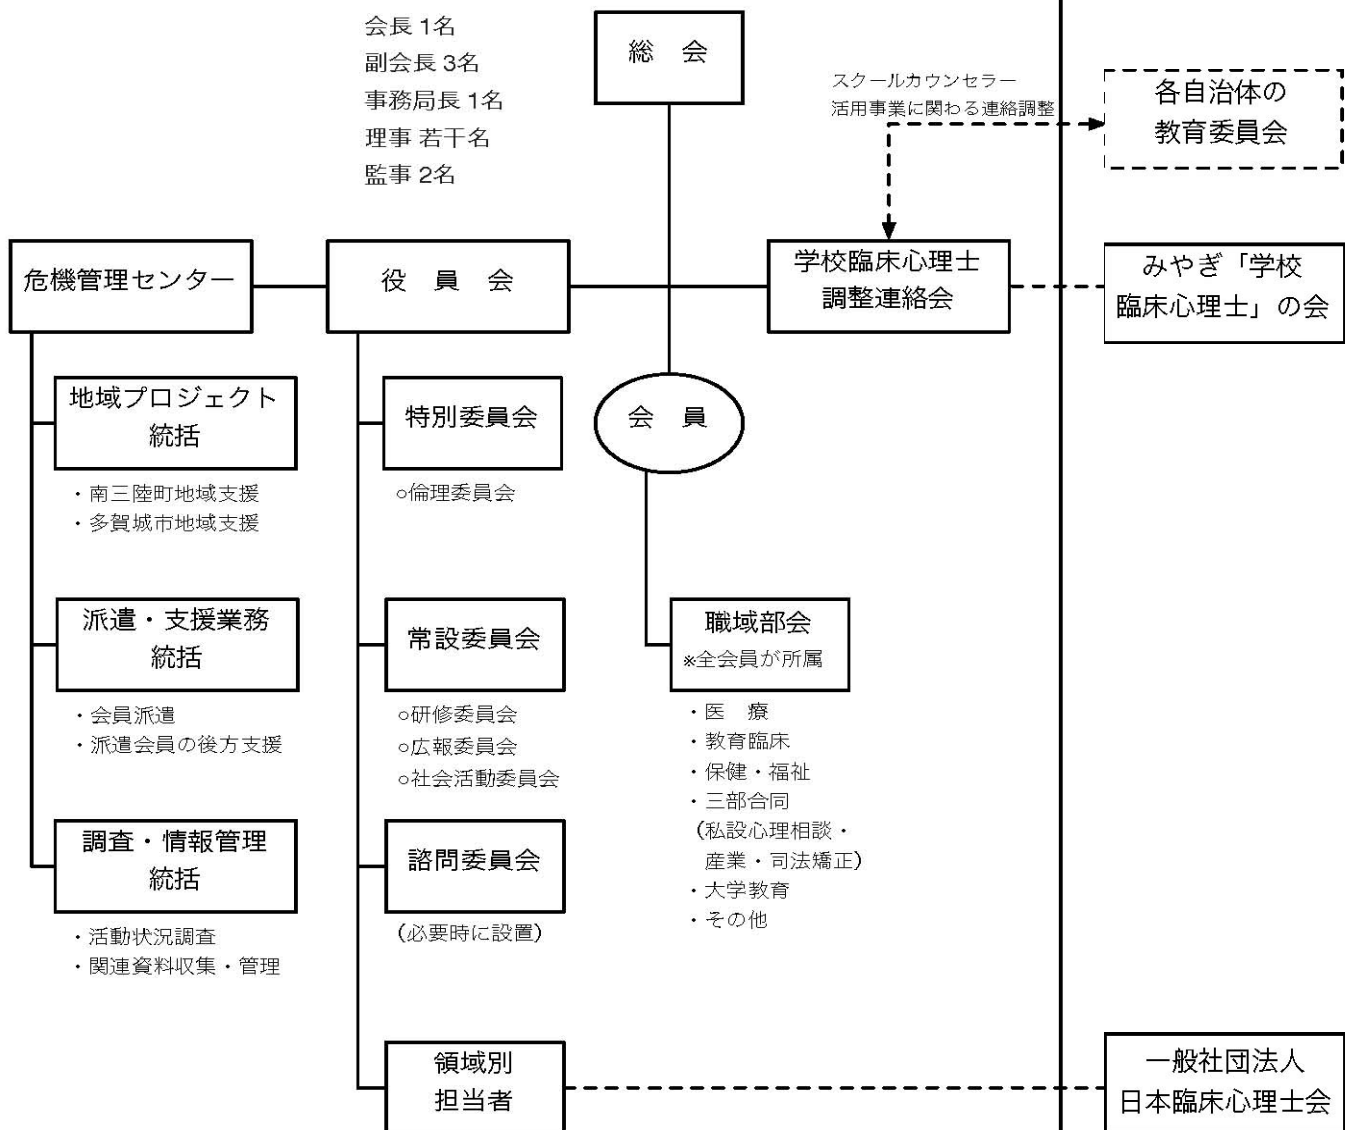 会長 1名
副会長 3名
事務局長 1名
理事 若干名
監事 2名
総　会
スクールカウンセラー
活用事業に関わる連絡調整
各自治体の
教育委員会
危機管理センター
役　員　会
学校臨床心理士
調整連絡会
みやぎ「学校
臨床心理士」の会
地域プロジェクト
統括
・南三陸町地域支援
・多賀城市地域支援
特別委員会
○倫理委員会
会　員
派遣・支援業務
統括
・会員派遣
・派遣会員の後方支援
常設委員会
○研修委員会
○広報委員会
○社会活動委員会
職域部会
※全会員が所属
・医　療
・教育臨床
・保健・福祉
・三部合同
（私設心理相談・
産業・司法矯正）
・大学教育
・その他
調査・情報管理
統括
・活動状況調査
・関連資料収集・管理
諮問委員会
（必要時に設置）
領域別
担当者
一般社団法人
日本臨床心理士会